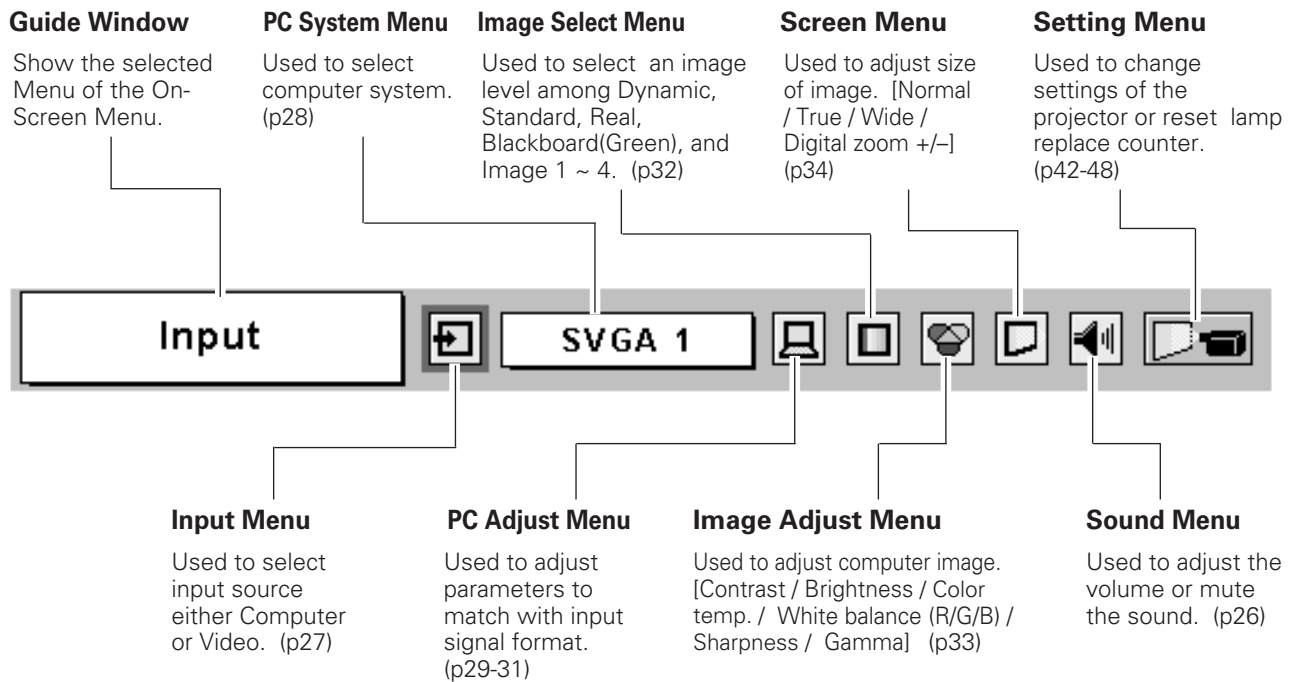 Guide Window
Show the selected
Menu of the On-
Screen Menu.
PC System Menu
Used to select
computer system.
(p28)
Image Select Menu
Used to select an image
level among Dynamic,
Standard, Real,
Blackboard(Green), and
Image 1 ~ 4. (p32)
Screen Menu
Used to adjust size
of image. [Normal
/ True / Wide /
Digital zoom +/–]
(p34)
Setting Menu
Used to change
settings of the
projector or reset lamp
replace counter.
(p42-48)
Input
SVGA 1
Input Menu
Used to select
input source
either Computer
or Video. (p27)
PC Adjust Menu
Used to adjust
parameters to
match with input
signal format.
(p29-31)
Image Adjust Menu
Used to adjust computer image.
[Contrast / Brightness / Color
temp. / White balance (R/G/B) /
Sharpness / Gamma] (p33)
Sound Menu
Used to adjust the
volume or mute
the sound. (p26)